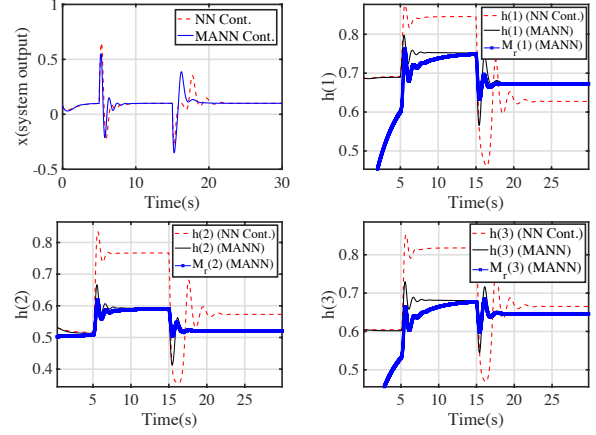 NN Cont.
MANN Cont.
x(system output)
1
0.5
0
-0.5
0 10 20 30
Time(s)
h(1) (NN Cont.)
h(1) (MANN)
M_r(1) (MANN)
h(1)
0.8
0.7
0.6
0.5
5 10 15 20 25
Time(s)
h(2) (NN Cont.)
h(2) (MANN)
M_r(2) (MANN)
h(2)
0.8
0.7
0.6
0.5
0.4
5 10 15 20 25
Time(s)
h(3) (NN Cont.)
h(3) (MANN)
M_r(3) (MANN)
h(3)
0.8
0.7
0.6
0.5
5 10 15 20 25
Time(s)